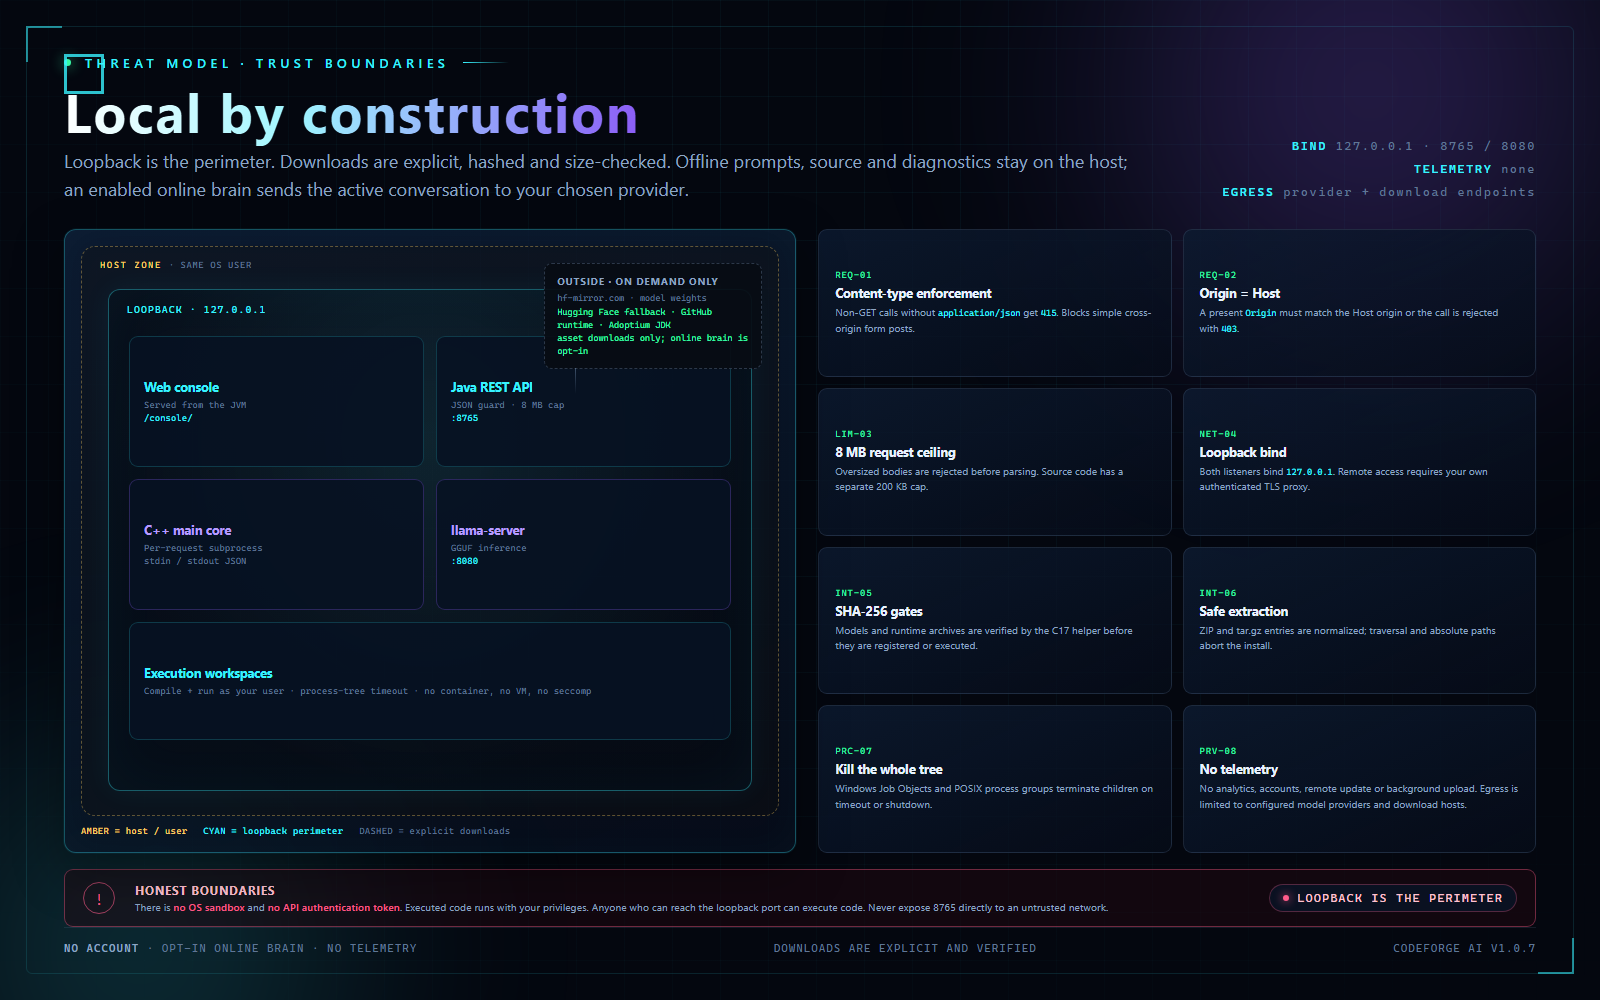 THREAT MODEL · TRUST BOUNDARIES
Local by construction
Loopback is the perimeter. Downloads are explicit, hashed and size-checked. Offline prompts, source and diagnostics stay on the host;
an enabled online brain sends the active conversation to your chosen provider.
BIND 127.0.0.1 · 8765 / 8080
TELEMETRY none
EGRESS provider + download endpoints
HOST ZONE · SAME OS USER
OUTSIDE · ON DEMAND ONLY
hf-mirror.com · model weights
Hugging Face fallback · GitHub
runtime · Adoptium JDK
asset downloads only; online brain is
opt-in
LOOPBACK · 127.0.0.1
Web console
Served from the JVM
/console/
Java REST API
JSON guard · 8 MB cap
:8765
C++ main core
Per-request subprocess
stdin / stdout JSON
llama-server
GGUF inference
:8080
Execution workspaces
Compile + run as your user · process-tree timeout · no container, no VM, no seccomp
AMBER = host / user CYAN = loopback perimeter DASHED = explicit downloads
REQ-01
Content-type enforcement
Non-GET calls without application/json get 415. Blocks simple cross-
origin form posts.
REQ-02
Origin = Host
A present Origin must match the Host origin or the call is rejected
with 403.
LIM-03
8 MB request ceiling
Oversized bodies are rejected before parsing. Source code has a
separate 200 KB cap.
NET-04
Loopback bind
Both listeners bind 127.0.0.1. Remote access requires your own
authenticated TLS proxy.
INT-05
SHA-256 gates
Models and runtime archives are verified by the C17 helper before
they are registered or executed.
INT-06
Safe extraction
ZIP and tar.gz entries are normalized; traversal and absolute paths
abort the install.
PRC-07
Kill the whole tree
Windows Job Objects and POSIX process groups terminate children on
timeout or shutdown.
PRV-08
No telemetry
No analytics, accounts, remote update or background upload. Egress is
limited to configured model providers and download hosts.
!
HONEST BOUNDARIES
There is no OS sandbox and no API authentication token. Executed code runs with your privileges. Anyone who can reach the loopback port can execute code. Never expose 8765 directly to an untrusted network.
LOOPBACK IS THE PERIMETER
NO ACCOUNT · OPT-IN ONLINE BRAIN · NO TELEMETRY
DOWNLOADS ARE EXPLICIT AND VERIFIED
CODEFORGE AI V1.0.7